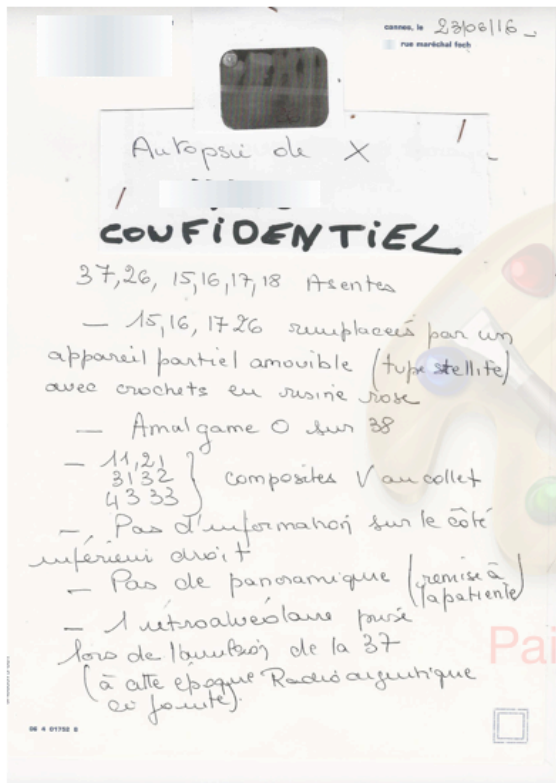 cannes, le 23/06/16
rue maréchal foch
Autopsie de X
CONFIDENTIEL
37,26, 15,16,17,18 Absentes
— 15,16, 17 26 remplacées par un
appareil partiel amovible (type stellite)
avec crochets en résine rose
— Amalgame O sur 38
— 11,21
31 32
43 33 } composites V au collet
— Pas d'information sur le côté
inférieur droit
— Pas de panoramique (remise à
la patiente)
— 1 rétroalvéolaire prise
lors de l'avulsion de la 37
(à cette époque Radio argentique
ci jointe).
Pai
06 4 01752 0